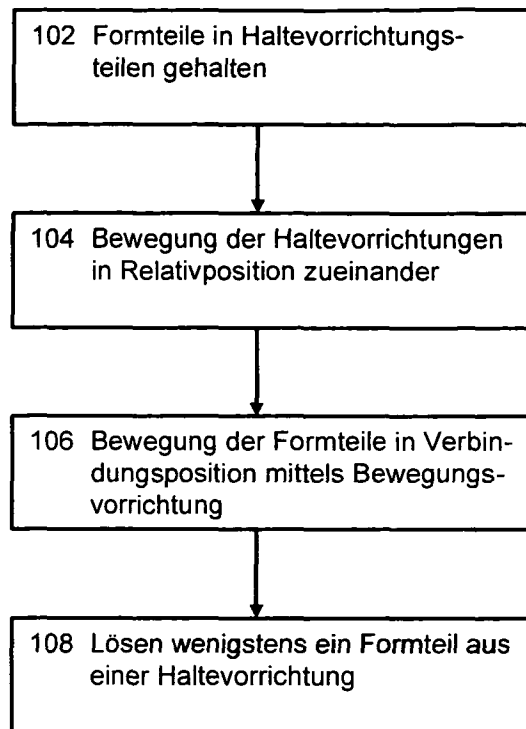 102 Formteile in Haltevorrichtungs-
teilen gehalten
104 Bewegung der Haltevorrichtungen
in Relativposition zueinander
106 Bewegung der Formteile in Verbin-
dungsposition mittels Bewegungs-
vorrichtung
108 Lösen wenigstens ein Formteil aus
einer Haltevorrichtung